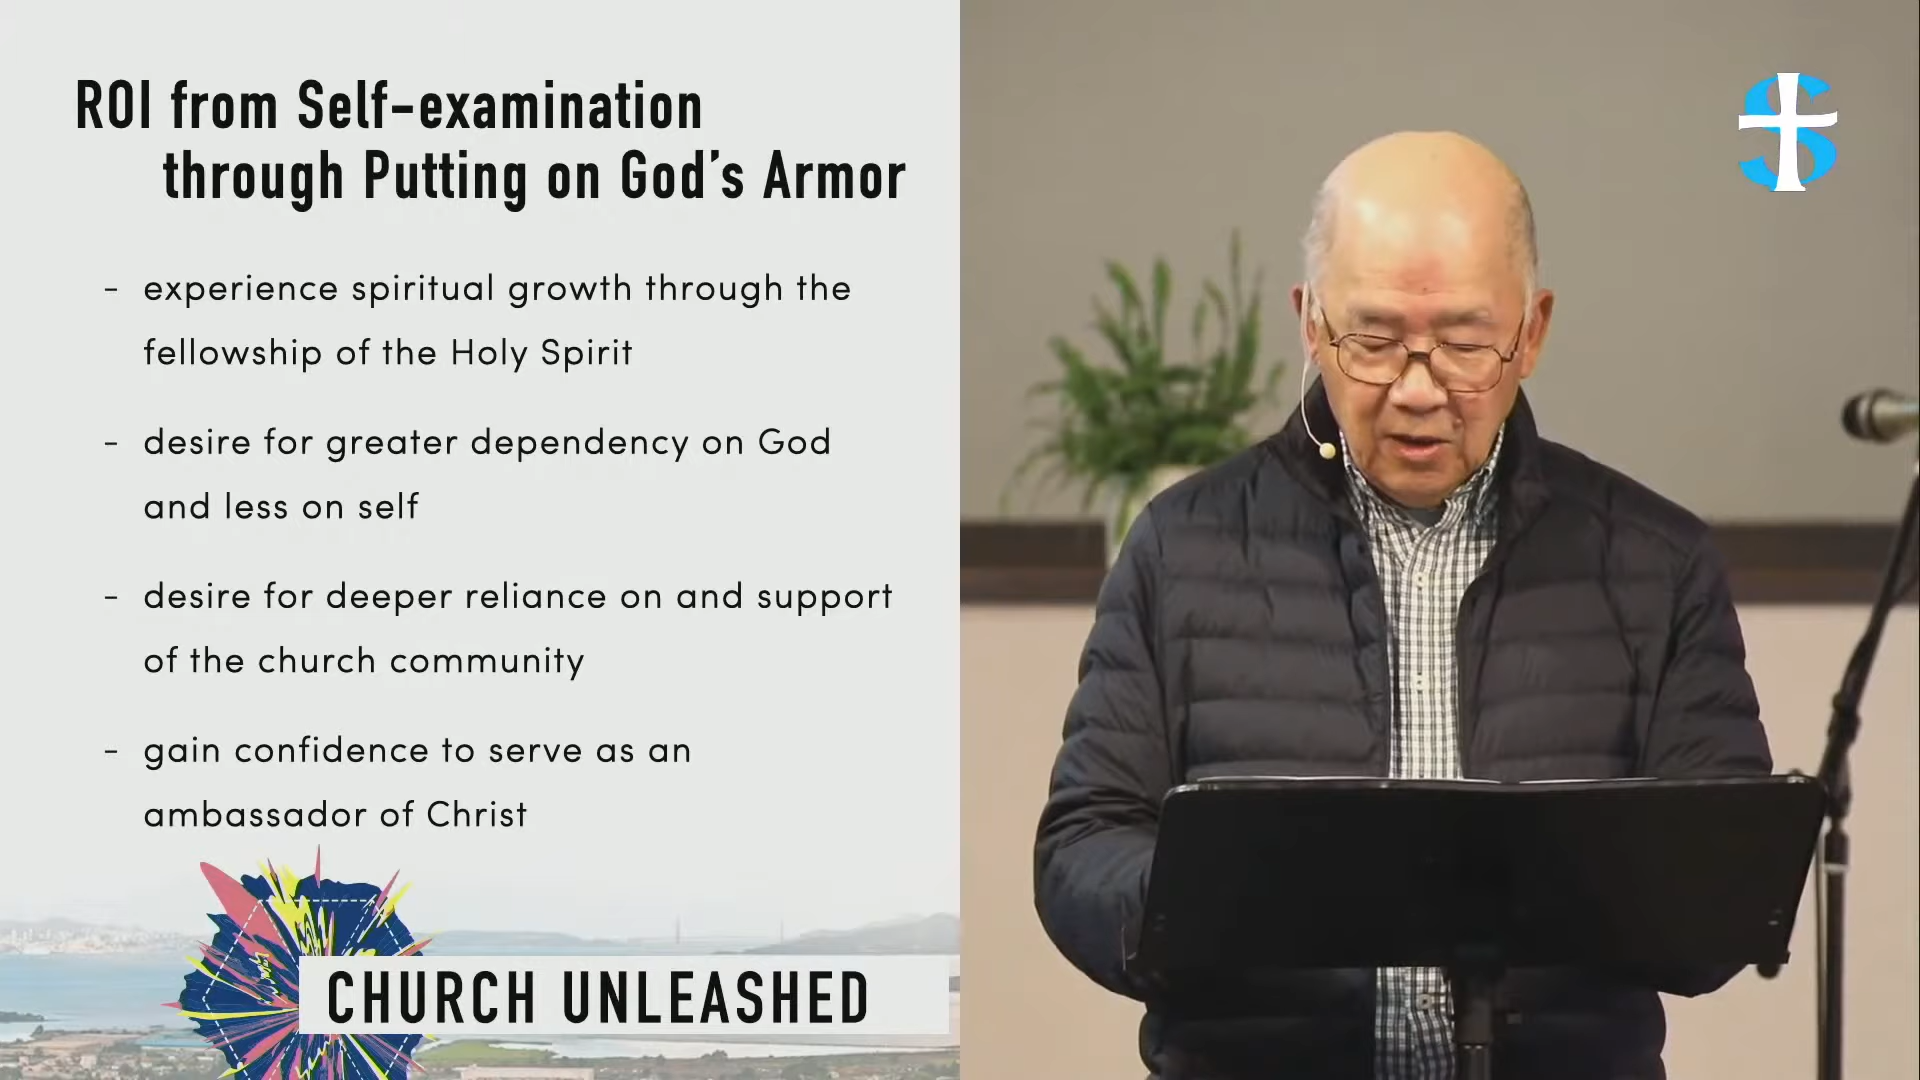 ROI from Self-examination
through Putting on God's Armor
- experience spiritual growth through the
fellowship of the Holy Spirit
- desire for greater dependency on God
and less on self
- desire for deeper reliance on and support
of the church community
- gain confidence to serve as an
ambassador of Christ
CHURCH UNLEASHED
S